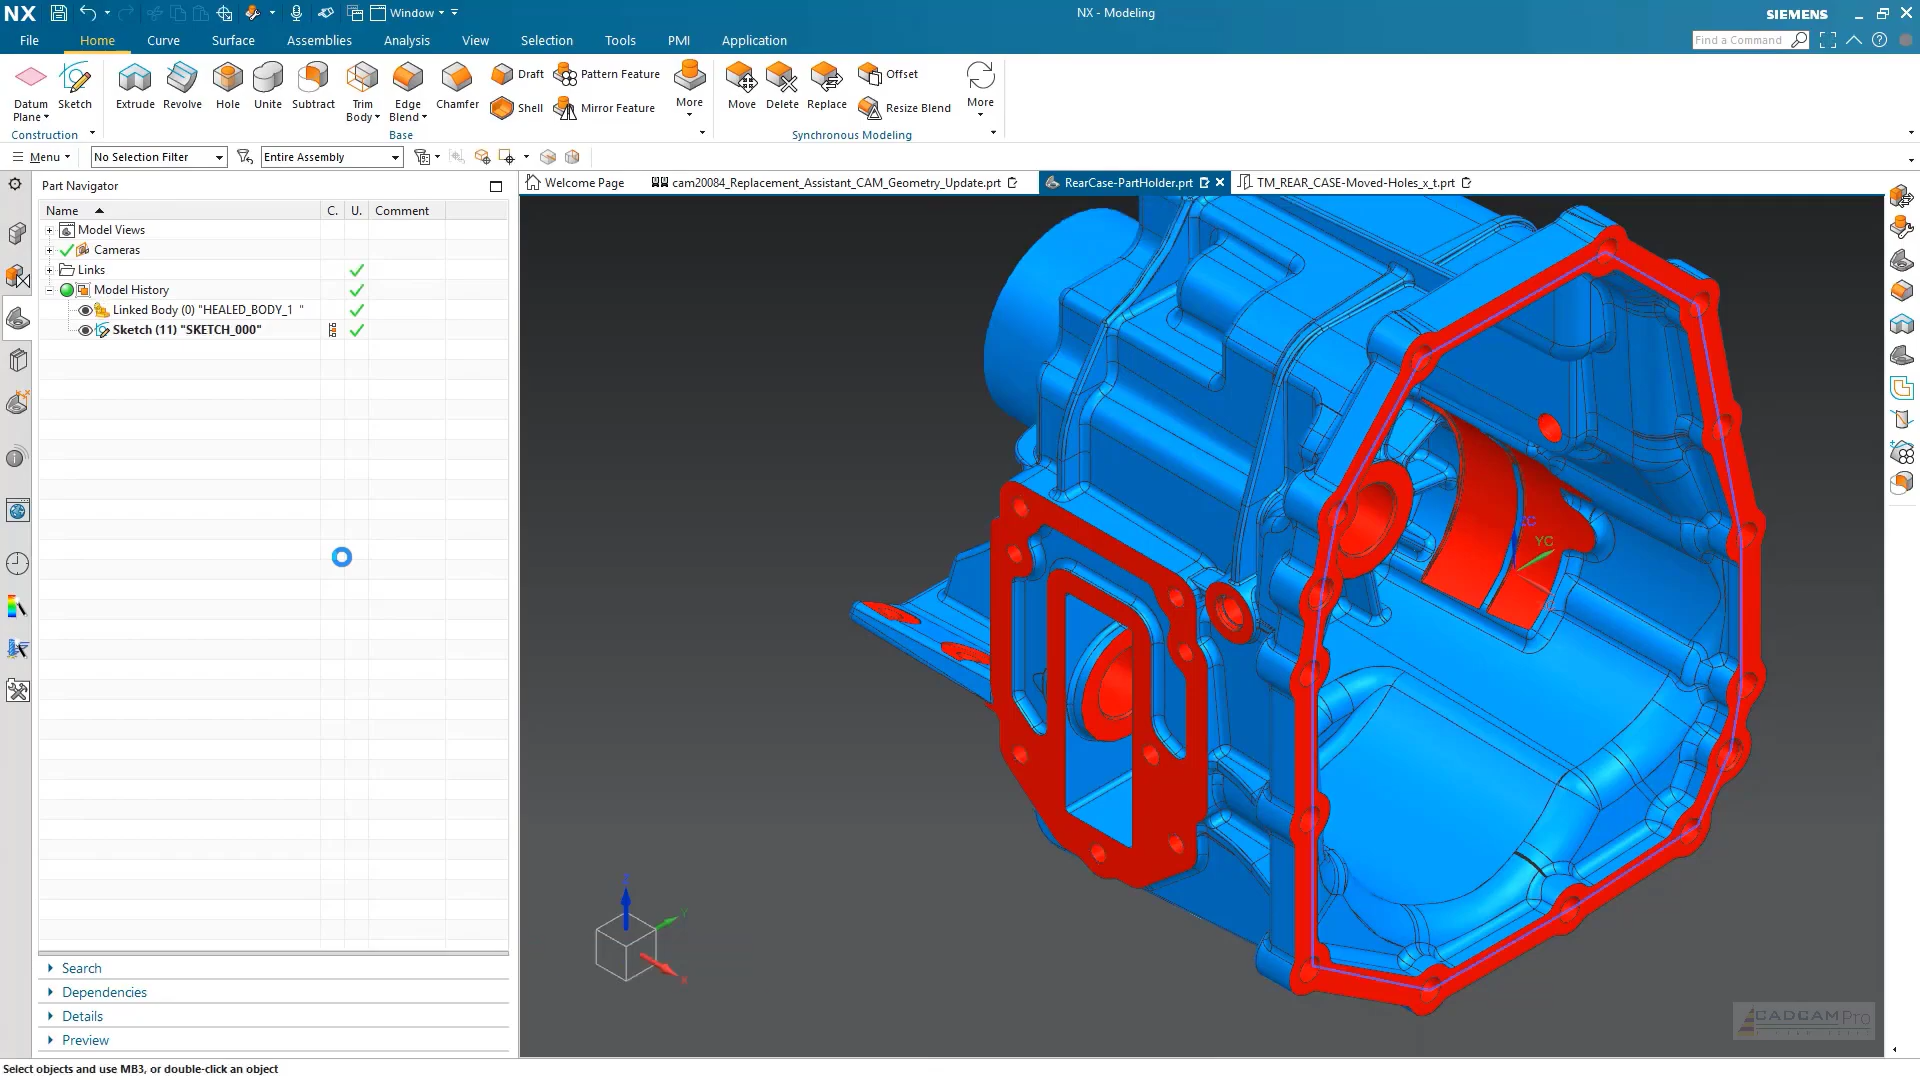 NX
Window
NX - Modeling
SIEMENS
File
Home
Curve
Surface
Assemblies
Analysis
View
Selection
Tools
PMI
Application
Find a Command
Datum Plane
Sketch
Extrude
Revolve
Hole
Unite
Subtract
Trim Body
Edge Blend
Chamfer
Draft
Shell
Pattern Feature
Mirror Feature
More
Move
Delete
Replace
Offset
Resize Blend
More
Construction
Base
Synchronous Modeling
Menu
No Selection Filter
Entire Assembly
Part Navigator
Welcome Page
cam20084_Replacement_Assistant_CAM_Geometry_Update.prt
RearCase-PartHolder.prt
TM_REAR_CASE-Moved-Holes_x_t.prt
Name
C.
U.
Comment
Model Views
Cameras
Links
Model History
Linked Body (0) "HEALED_BODY_1 "
Sketch (11) "SKETCH_000"
YC
Search
Dependencies
Details
Preview
CADCAMPro
Select objects and use MB3, or double-click an object